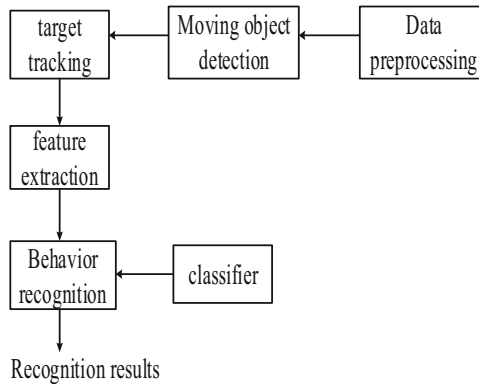 target
tracking
Moving object
detection
Data
preprocessing
feature
extraction
Behavior
recognition
classifier
Recognition results